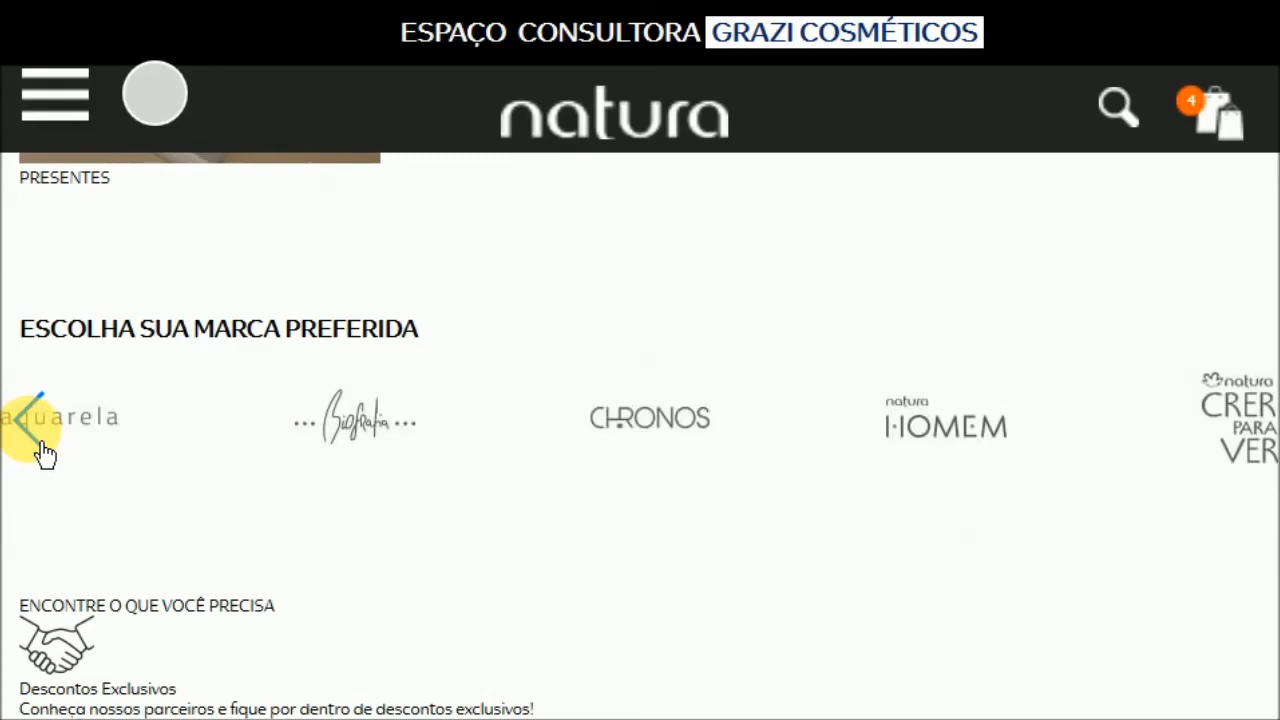 ESPAÇO CONSULTORA GRAZI COSMÉTICOS
natura
4
PRESENTES
ESCOLHA SUA MARCA PREFERIDA
aquarela
... Biografia ...
CHRONOS
natura
HOMEM
natura
CRER
PARA
VER
ENCONTRE O QUE VOCÊ PRECISA
Descontos Exclusivos
Conheça nossos parceiros e fique por dentro de descontos exclusivos!